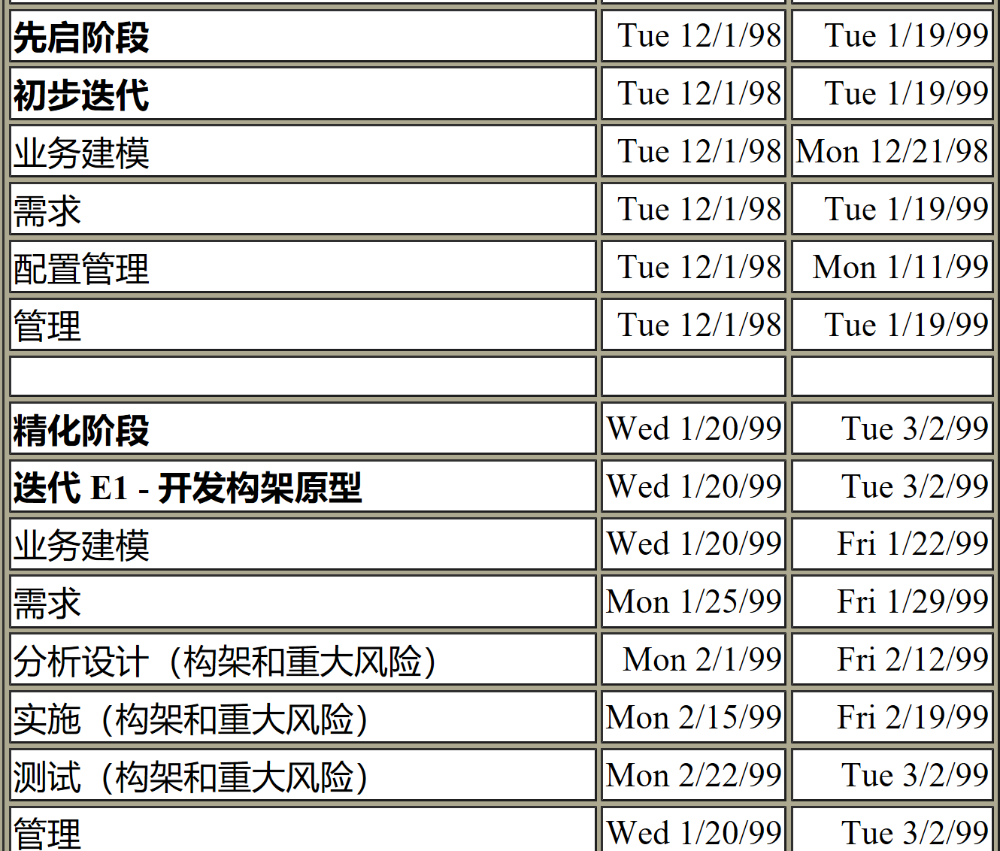 先启阶段 Tue 12/1/98 Tue 1/19/99
初步迭代 Tue 12/1/98 Tue 1/19/99
业务建模 Tue 12/1/98 Mon 12/21/98
需求 Tue 12/1/98 Tue 1/19/99
配置管理 Tue 12/1/98 Mon 1/11/99
管理 Tue 12/1/98 Tue 1/19/99
精化阶段 Wed 1/20/99 Tue 3/2/99
迭代 E1 - 开发构架原型 Wed 1/20/99 Tue 3/2/99
业务建模 Wed 1/20/99 Fri 1/22/99
需求 Mon 1/25/99 Fri 1/29/99
分析设计（构架和重大风险） Mon 2/1/99 Fri 2/12/99
实施（构架和重大风险） Mon 2/15/99 Fri 2/19/99
测试（构架和重大风险） Mon 2/22/99 Tue 3/2/99
管理 Wed 1/20/99 Tue 3/2/99